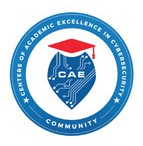 CENTERS OF ACADEMIC EXCELLENCE IN CYBERSECURITY
CAE
COMMUNITY